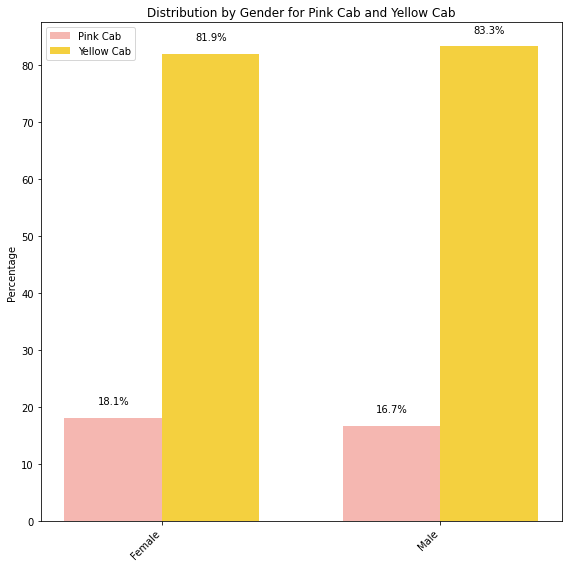 Distribution by Gender for Pink Cab and Yellow Cab
Pink Cab
Yellow Cab
81.9%
83.3%
18.1%
16.7%
80
70
60
50
40
30
20
10
0
Percentage
Female
Male